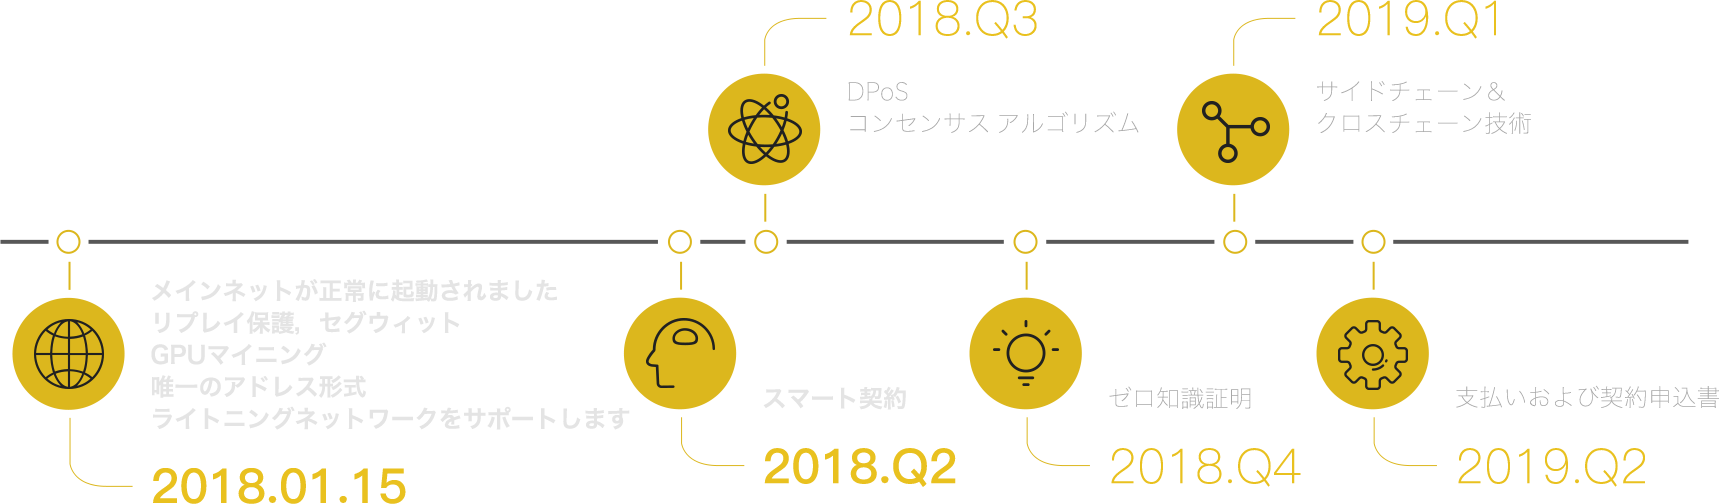 2018.Q3
DPoS
コンセンサス アルゴリズム
2019.Q1
サイドチェーン＆
クロスチェーン技術
メインネットが正常に起動されました
リプレイ保護，セグウィット
GPUマイニング
唯一のアドレス形式
ライトニングネットワークをサポートします
2018.01.15
スマート契約
2018.Q2
ゼロ知識証明
2018.Q4
支払いおよび契約申込書
2019.Q2